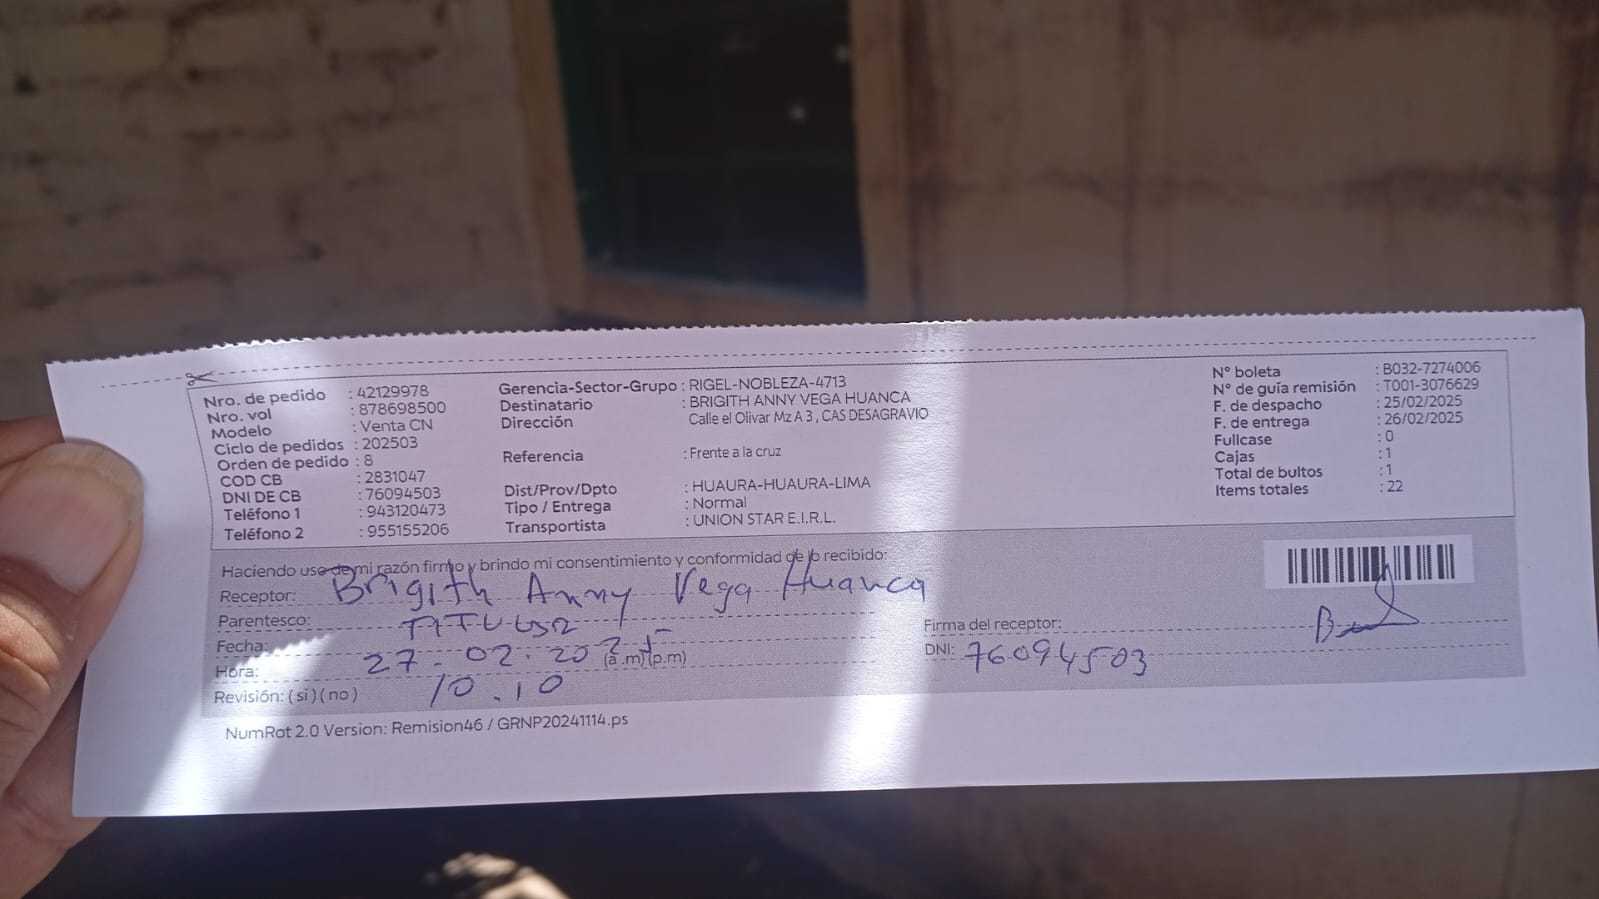 Nro. de pedido : 42129978
Nro. vol : 878698500
Modelo : Venta CN
Ciclo de pedidos : 202503
Orden de pedido : 8
COD CB : 2831047
DNI DE CB : 76094503
Teléfono 1 : 943120473
Teléfono 2 : 955155206
Gerencia-Sector-Grupo : RIGEL-NOBLEZA-4713
Destinatario : BRIGITH ANNY VEGA HUANCA
Dirección : Calle el Olivar Mz A 3 , CAS DESAGRAVIO
Referencia : Frente a la cruz
Dist/Prov/Dpto : HUAURA-HUAURA-LIMA
Tipo / Entrega : Normal
Transportista : UNION STAR E.I.R.L.
N° boleta : B032-7274006
N° de guía remisión : T001-3076629
F. de despacho : 25/02/2025
F. de entrega : 26/02/2025
Fullcase : 0
Cajas : 1
Total de bultos : 1
Items totales : 22
Haciendo uso de mi razón firmo y brindo mi consentimiento y conformidad de lo recibido:
Receptor: Brigith Anny Vega Huanca
Parentesco: TITULAR
Fecha: 27-02-2025
Hora: 10.10 (a .m) (p.m)
Revisión: ( si ) ( no )
Firma del receptor:
DNI: 76094503
NumRot 2.0 Version: Remision46 / GRNP20241114.ps